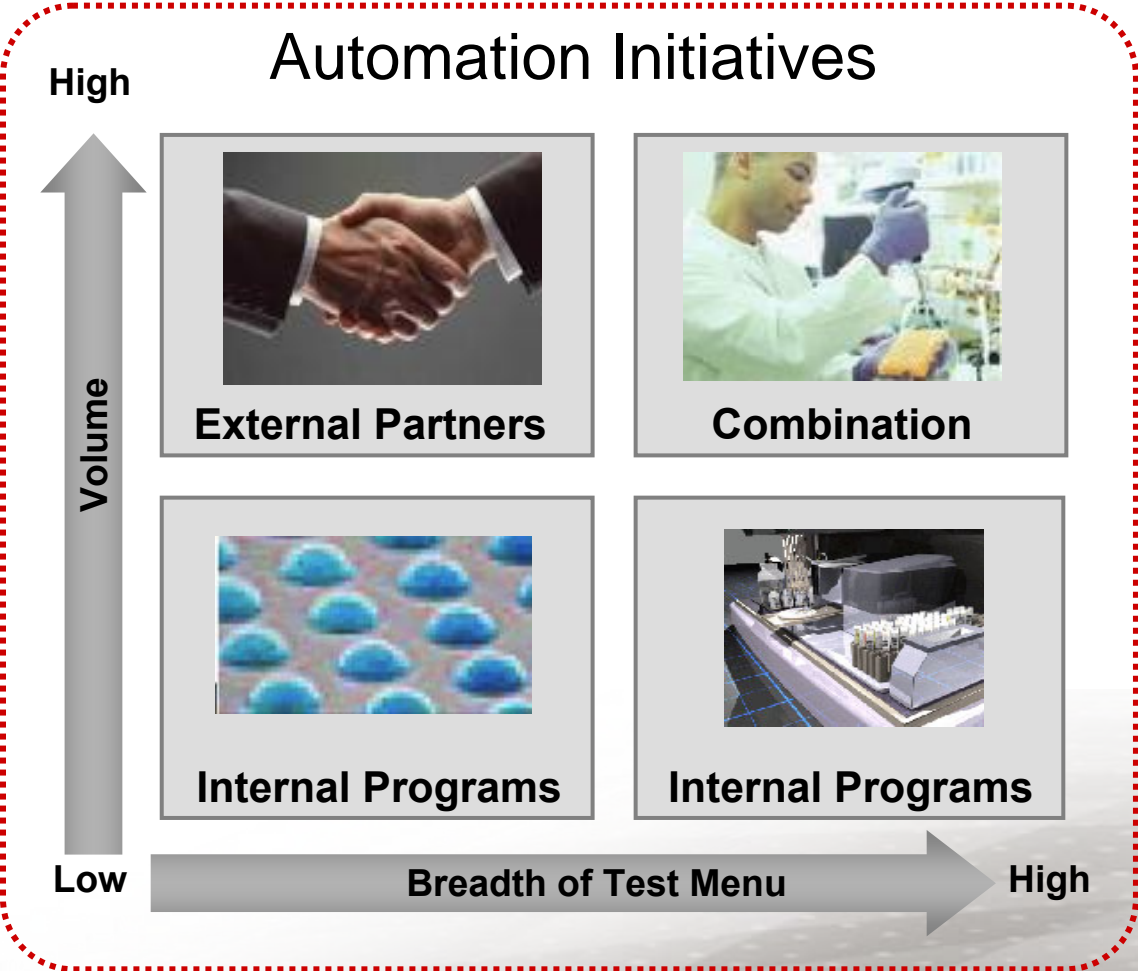 Automation Initiatives
High
External Partners
Combination
Volume
Internal Programs
Internal Programs
Low
Breadth of Test Menu
High